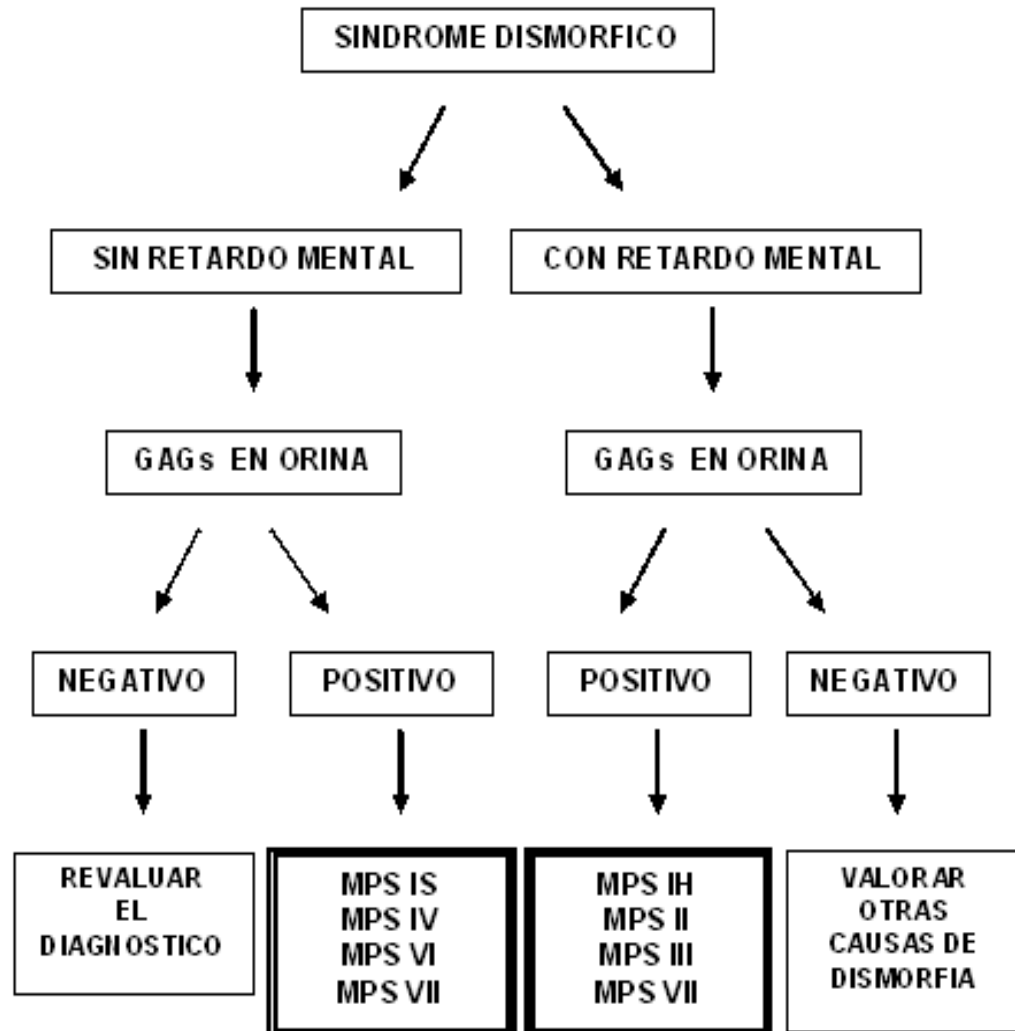 SINDROME DISMORFICO
SIN RETARDO MENTAL
CON RETARDO MENTAL
GAGs EN ORINA
GAGs EN ORINA
NEGATIVO
POSITIVO
POSITIVO
NEGATIVO
REVALUAR
EL
DIAGNOSTICO
MPS IS
MPS IV
MPS VI
MPS VII
MPS IH
MPS II
MPS III
MPS VII
VALORAR
OTRAS
CAUSAS DE
DISMORFIA